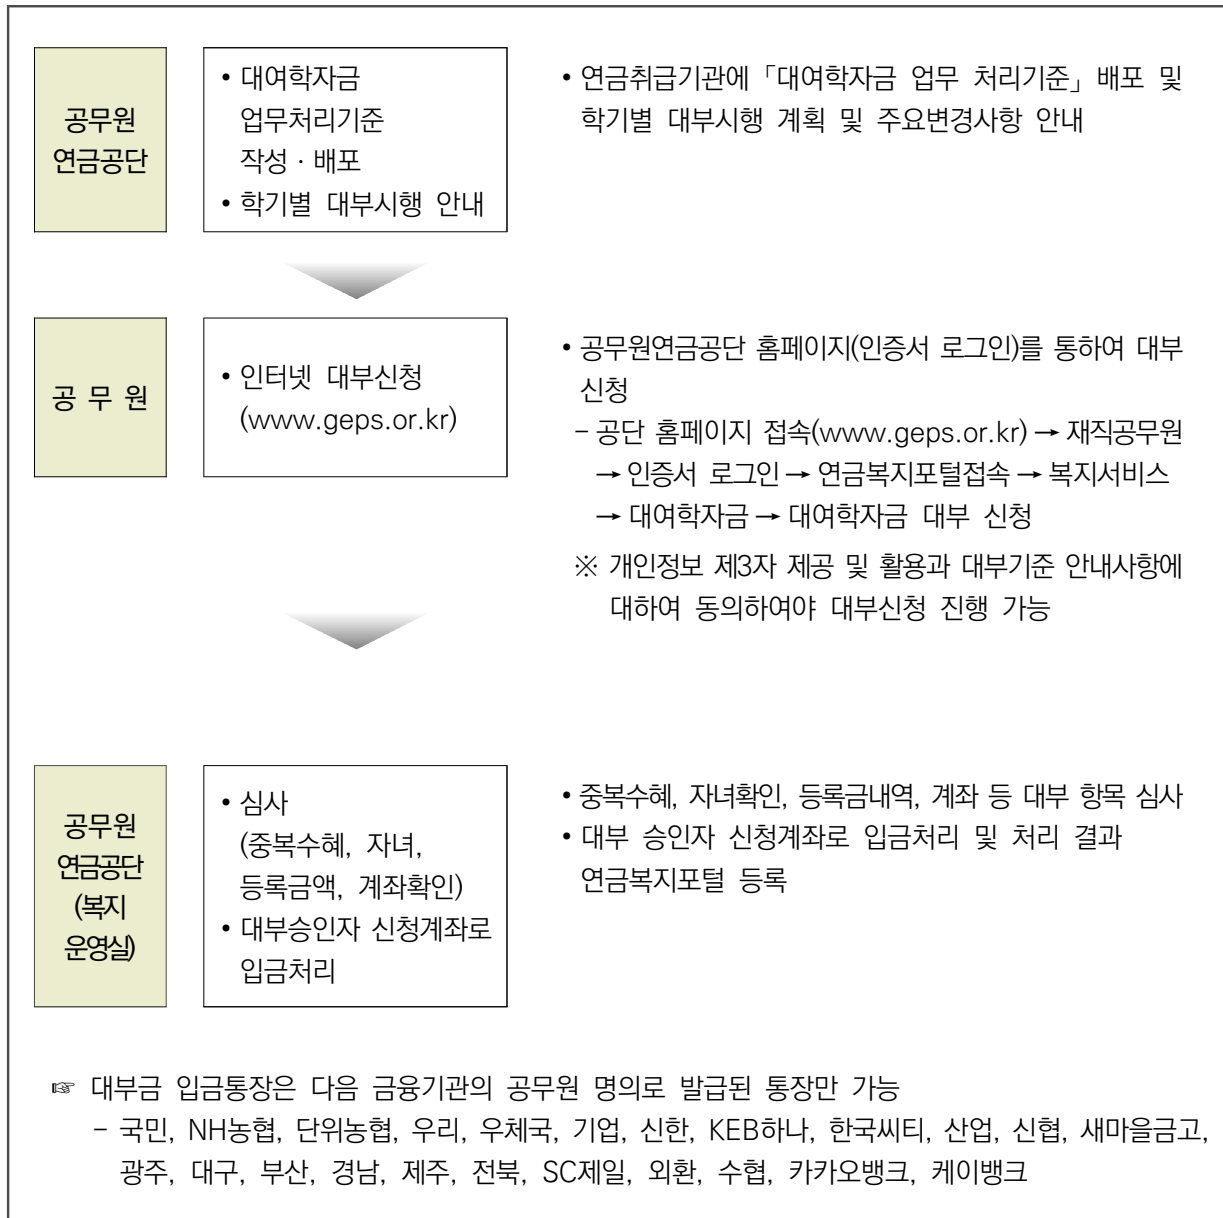 공무원
연금공단
• 대여학자금
업무처리기준
작성 · 배포
• 학기별 대부시행 안내
• 연금취급기관에 「대여학자금 업무 처리기준」 배포 및
학기별 대부시행 계획 및 주요변경사항 안내
공 무 원
• 인터넷 대부신청
(www.geps.or.kr)
• 공무원연금공단 홈페이지(인증서 로그인)를 통하여 대부
신청
- 공단 홈페이지 접속(www.geps.or.kr) → 재직공무원
→ 인증서 로그인 → 연금복지포털접속 → 복지서비스
→ 대여학자금 → 대여학자금 대부 신청
※ 개인정보 제3자 제공 및 활용과 대부기준 안내사항에
대하여 동의하여야 대부신청 진행 가능
공무원
연금공단
(복지
운영실)
• 심사
(중복수혜, 자녀,
등록금액, 계좌확인)
• 대부승인자 신청계좌로
입금처리
• 중복수혜, 자녀확인, 등록금내역, 계좌 등 대부 항목 심사
• 대부 승인자 신청계좌로 입금처리 및 처리 결과
연금복지포털 등록
☞ 대부금 입금통장은 다음 금융기관의 공무원 명의로 발급된 통장만 가능
- 국민, NH농협, 단위농협, 우리, 우체국, 기업, 신한, KEB하나, 한국씨티, 산업, 신협, 새마을금고,
광주, 대구, 부산, 경남, 제주, 전북, SC제일, 외환, 수협, 카카오뱅크, 케이뱅크